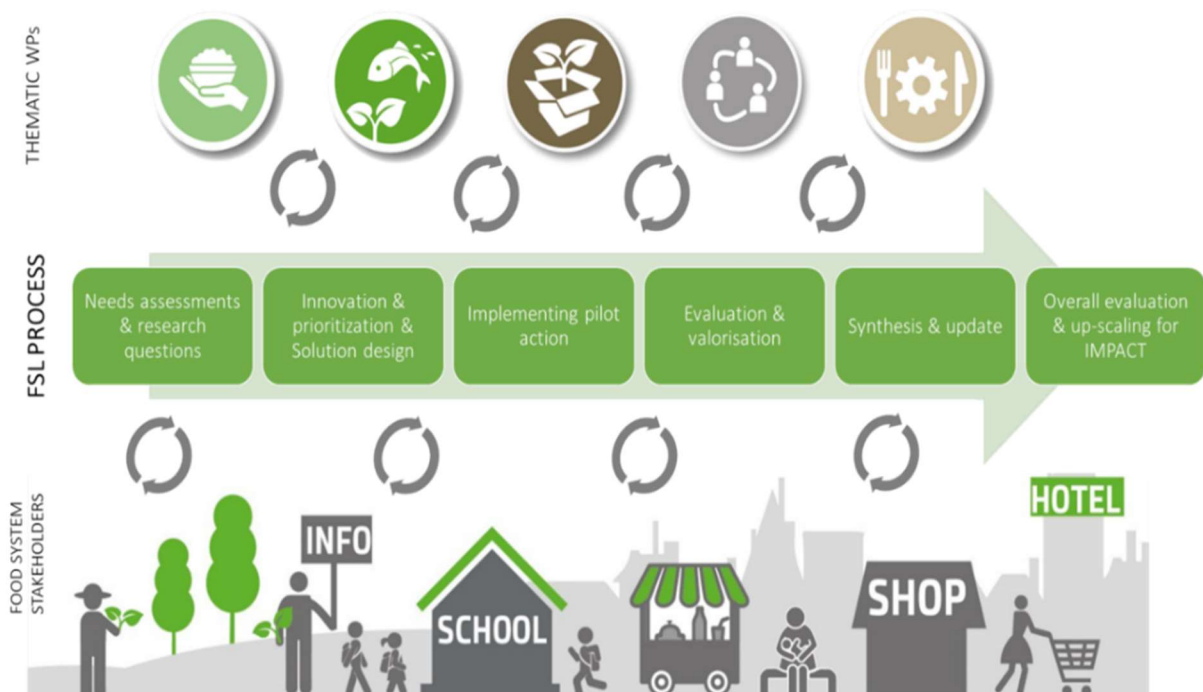 THEMATIC WPs
FSL PROCESS
Needs assessments
& research
questions
Innovation &
prioritization &
Solution design
Implementing pilot
action
Evaluation &
valorisation
Synthesis & update
Overall evaluation
& up-scaling for
IMPACT
FOOD SYSTEM
STAKEHOLDERS
INFO
SCHOOL
SHOP
HOTEL